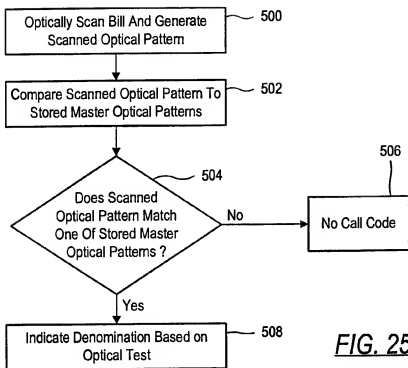 Optically Scan Bill And Generate
Scanned Optical Pattern
500
Compare Scanned Optical Pattern To
Stored Master Optical Patterns
502
504
Does Scanned
Optical Pattern Match
One Of Stored Master
Optical Patterns ?
No
506
No Call Code
Yes
Indicate Denomination Based on
Optical Test
508
FIG. 25